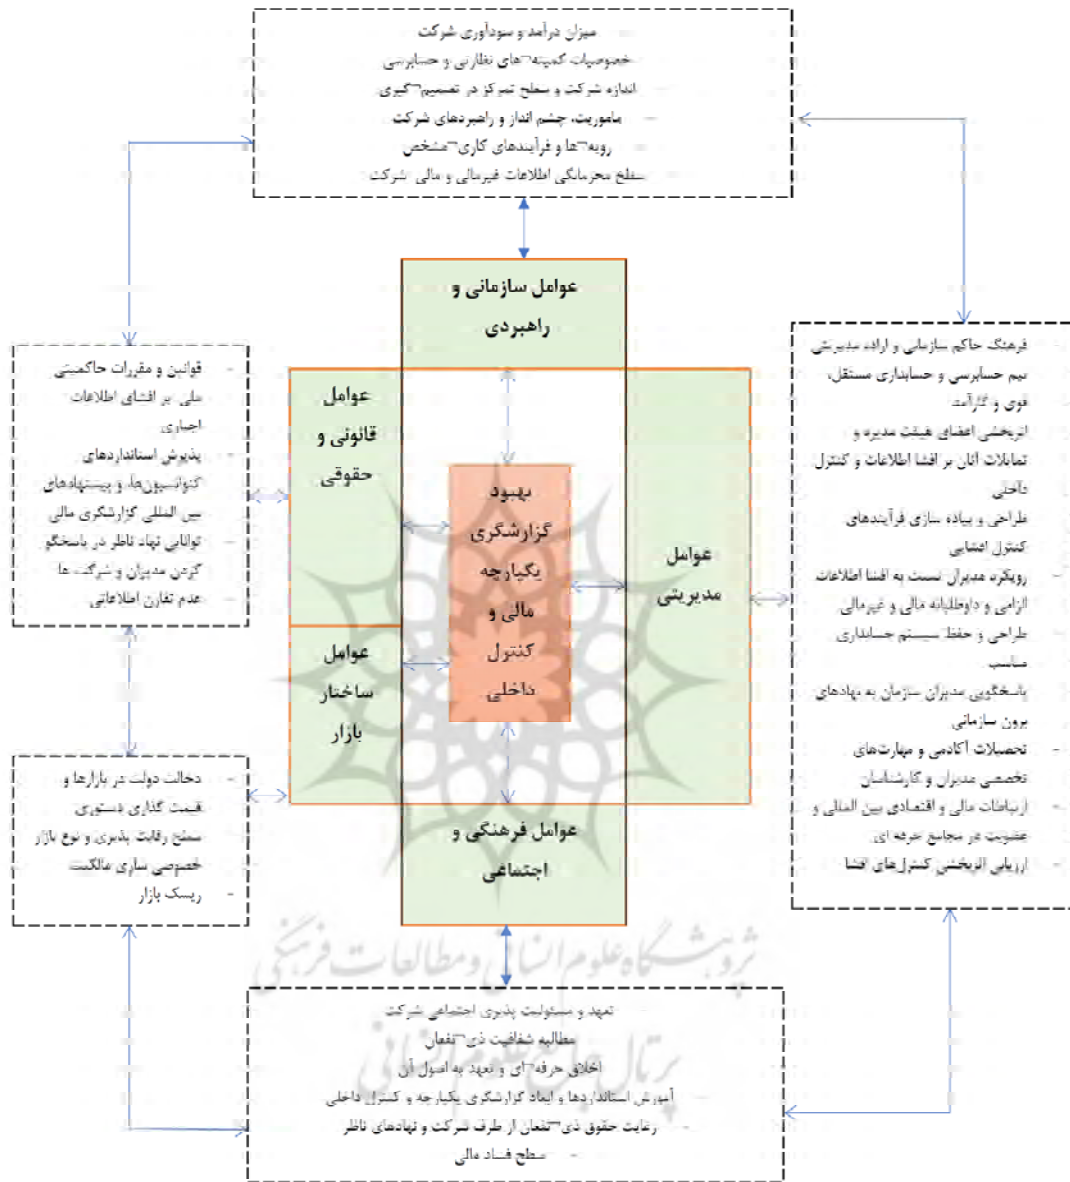 میزان درآمد و سودآوری شرکت
خصوصیات کمیته¬های نظارتی و حسابرسی
اندازه شرکت و سطح تمرکز در تصمیم¬گیری
- ماموریت، چشم انداز و راهبردهای شرکت
رویه¬ها و فرآیندهای کاری¬مشخص
سطح محرمانگی اطلاعات غیرمالی و مالی شرکت
عوامل سازمانی و
راهبردی
- قوانین و مقررات حاکمیتی
ملی بر افشای اطلاعات
اجباری
- پذیرش استانداردهای
کنوانسیون‌ها، و پیشنهادهای
بین المللی گزارشگری مالی
- توانایی نهاد ناظر در پاسخگو
کردن مدیران و شرکت ها
- عدم تقارن اطلاعاتی
عوامل
قانونی و
حقوقی
بهبود
گزارشگری
یکپارچه
مالی و
کنترل
داخلی
عوامل
مدیریتی
- فرهنگ حاکم سازمانی و اراده مدیریتی
تیم حسابرسی و حسابداری مستقل،
قوی و کارآمد
اثربخشی اعضای هیئت مدیره و
تمایلات آنان بر افشا اطلاعات و کنترل
داخلی
طراحی و پیاده سازی فرآیندهای
کنترل افشایی
- رویکرد مدیران نسبت به افشا اطلاعات
الزامی و داوطلبانه مالی و غیرمالی
- طراحی و حفظ سیستم حسابداری
مناسب
پاسخگویی مدیران سازمان به نهادهای
برون سازمانی
- تحصیلات آکادمی و مهارت‌های
تخصصی مدیران و کارشناسان
- ارتباطات مالی و اقتصادی بین المللی و
عضویت در مجامع حرفه ای
- ارزیابی اثربخشی کنترل‌های افشا
عوامل
ساختار
بازار
- دخالت دولت در بازارها و
قیمت گذاری دستوری
- سطح رقابت پذیری و نوع بازار
- خصوصی سازی مالکیت
- ریسک بازار
عوامل فرهنگی و
اجتماعی
پژوهشگاه علوم انسانی و مطالعات فرهنگی
تعهد و مسئولیت پذیری اجتماعی شرکت
مطالبه شفافیت ذی¬نفعان
اخلاق حرفه¬ای و تعهد به اصول آن
پرتال جامع علوم انسانی
آموزش استانداردها و ابعاد گزارشگری یکپارچه و کنترل داخلی
- رعایت حقوق ذی¬نفعان از طرف شرکت و نهادهای ناظر
- سطح فساد مالی